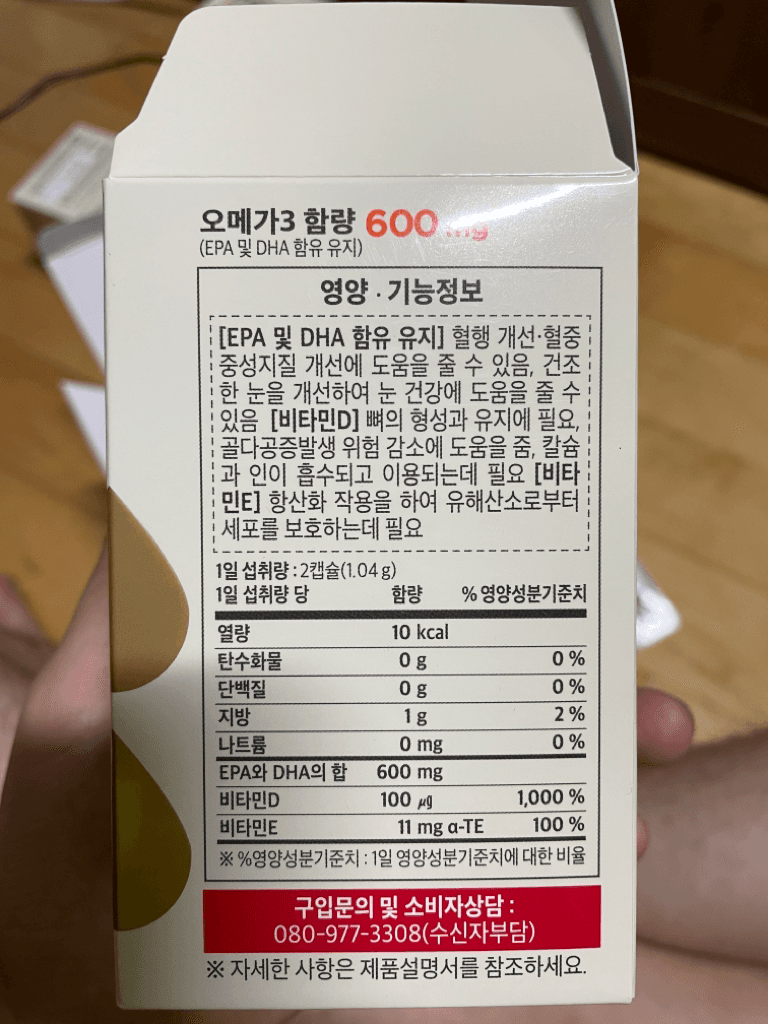 오메가3 함량 600 mg
(EPA 및 DHA 함유 유지)
영양 · 기능정보
[EPA 및 DHA 함유 유지] 혈행 개선·혈중
중성지질 개선에 도움을 줄 수 있음, 건조
한 눈을 개선하여 눈 건강에 도움을 줄 수
있음 [비타민D] 뼈의 형성과 유지에 필요,
골다공증발생 위험 감소에 도움을 줌, 칼슘
과 인이 흡수되고 이용되는데 필요 [비타
민E] 항산화 작용을 하여 유해산소로부터
세포를 보호하는데 필요
1일 섭취량 : 2캡슐(1.04 g)
1일 섭취량 당 함량 % 영양성분기준치
열량 10 kcal
탄수화물 0 g 0 %
단백질 0 g 0 %
지방 1 g 2 %
나트륨 0 mg 0 %
EPA와 DHA의 합 600 mg
비타민D 100 ㎍ 1,000 %
비타민E 11 mg α-TE 100 %
※ %영양성분기준치 : 1일 영양성분기준치에 대한 비율
구입문의 및 소비자상담 :
080-977-3308(수신자부담)
※ 자세한 사항은 제품설명서를 참조하세요.